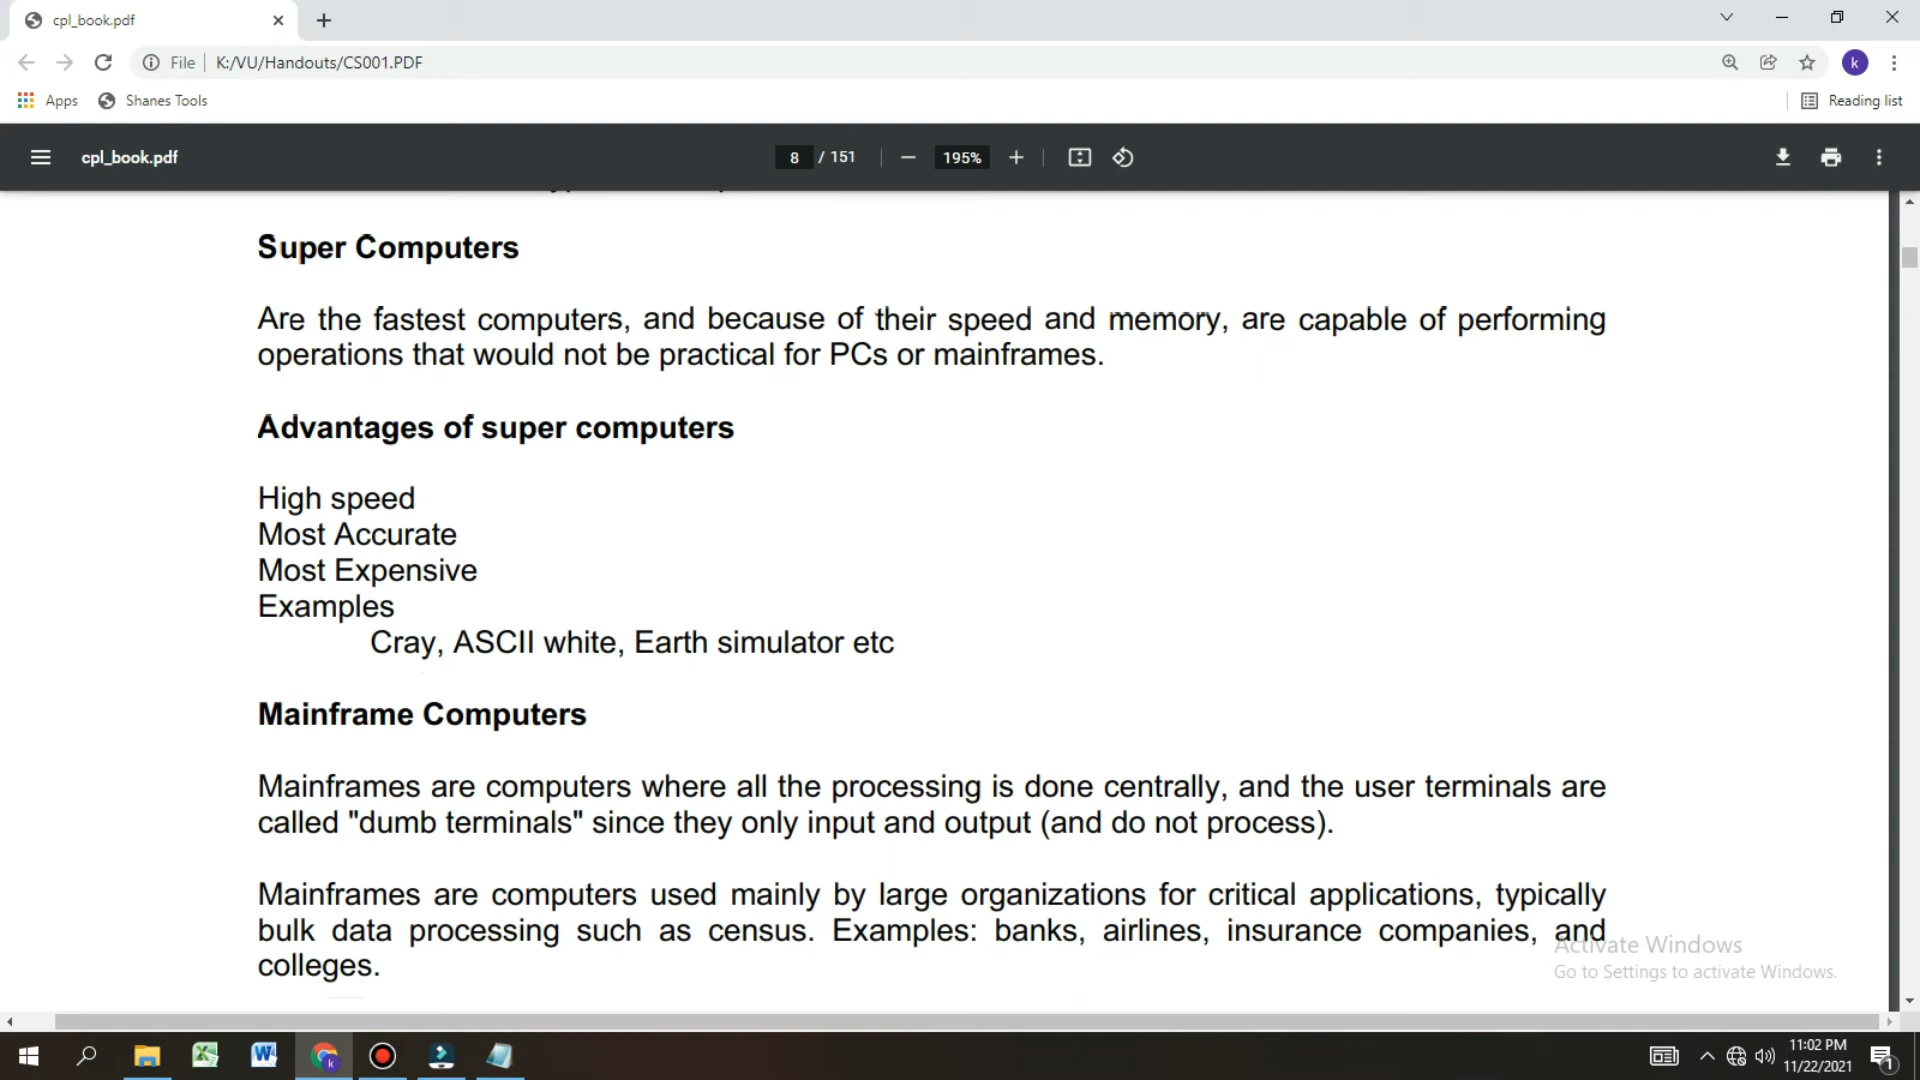 cpl_book.pdf
File K:/VU/Handouts/CS001.PDF
k
Apps Shanes Tools Reading list
cpl_book.pdf 8 / 151 195%
Super Computers
Are the fastest computers, and because of their speed and memory, are capable of performing
operations that would not be practical for PCs or mainframes.
Advantages of super computers
High speed
Most Accurate
Most Expensive
Examples
Cray, ASCII white, Earth simulator etc
Mainframe Computers
Mainframes are computers where all the processing is done centrally, and the user terminals are
called "dumb terminals" since they only input and output (and do not process).
Mainframes are computers used mainly by large organizations for critical applications, typically
bulk data processing such as census. Examples: banks, airlines, insurance companies, and
colleges.
Activate Windows
Go to Settings to activate Windows.
11:02 PM
11/22/2021
1